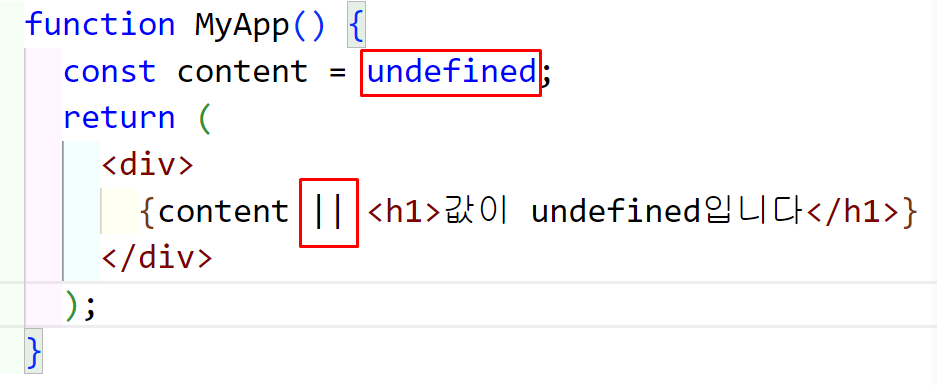 function MyApp() {
const content = undefined;
return (
<div>
{content || <h1>값이 undefined입니다</h1>}
</div>
);
}